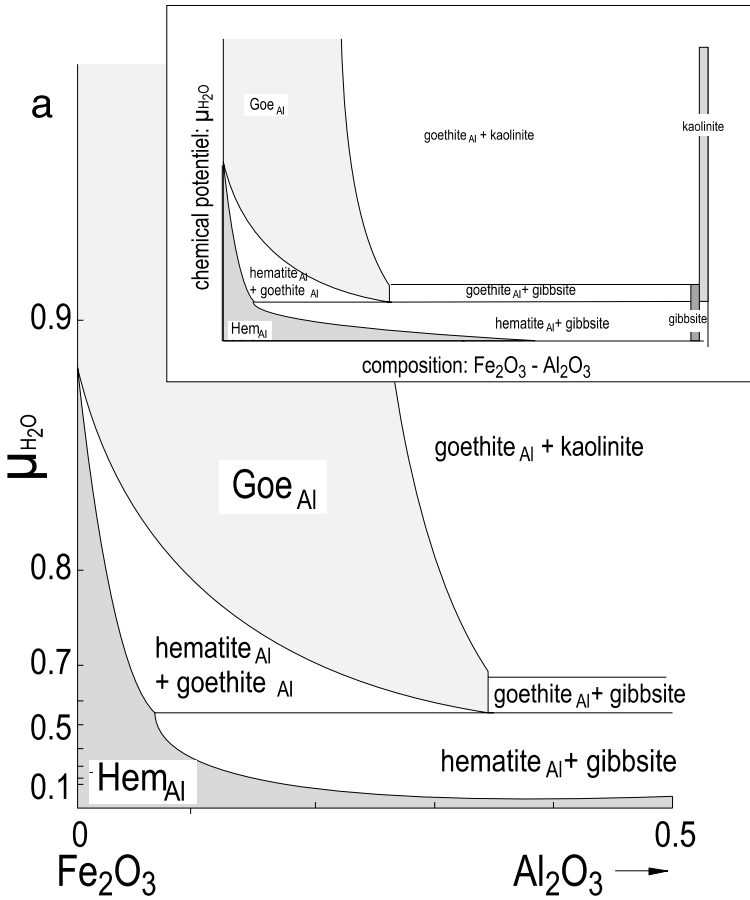 a
chemical potentiel: μH₂O
Goe Al
goethite Al + kaolinite
kaolinite
hematite Al
+ goethite Al
goethite Al + gibbsite
gibbsite
Hem Al
hematite Al + gibbsite
composition: Fe₂O₃ - Al₂O₃
μH₂O
0.9
0.8
0.7
0.5
0.1
goethite Al + kaolinite
Goe Al
hematite Al
+ goethite Al
goethite Al + gibbsite
hematite Al + gibbsite
Hem Al
0
0.5
Fe₂O₃
Al₂O₃